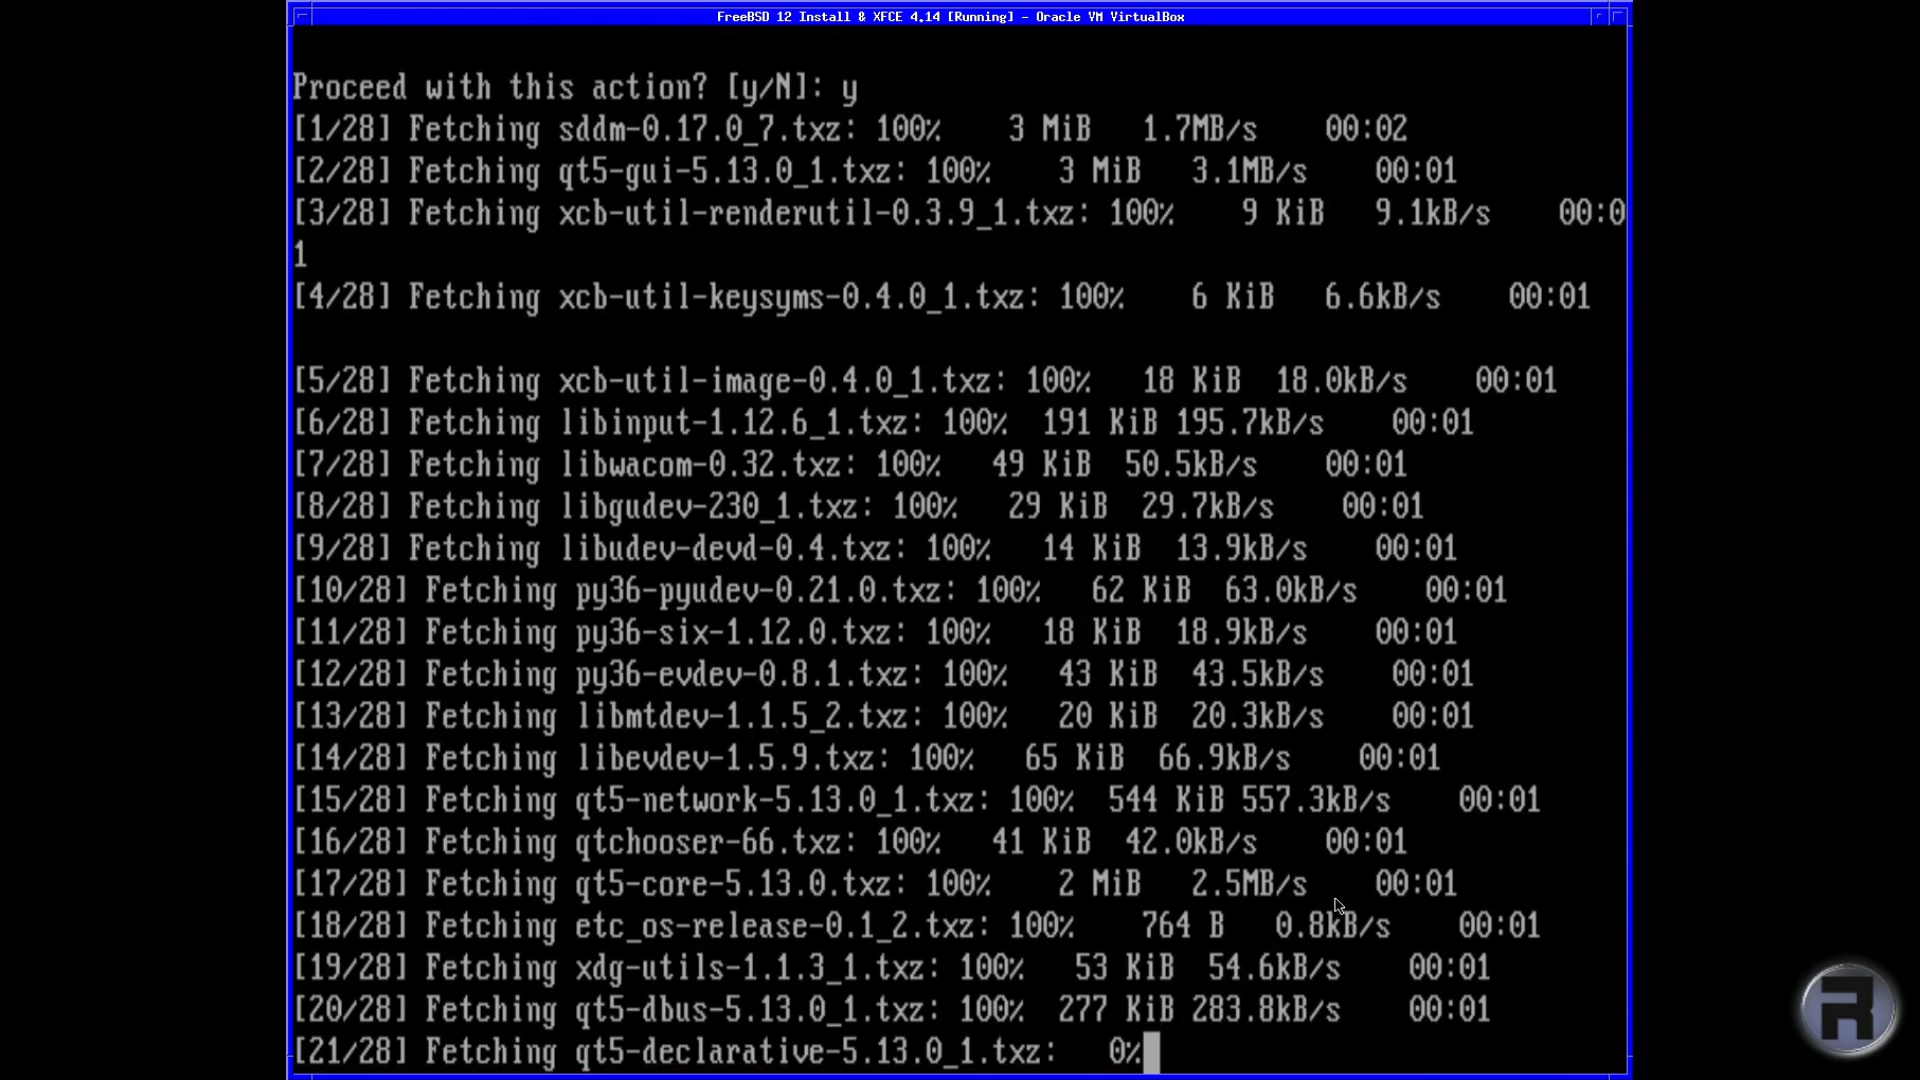 FreeBSD 12 Install & XFCE 4.14 [Running] - Oracle VM VirtualBox
Proceed with this action? [y/N]: y
[1/28] Fetching sddm-0.17.0_7.txz: 100%    3 MiB   1.7MB/s    00:02
[2/28] Fetching qt5-gui-5.13.0_1.txz: 100%    3 MiB   3.1MB/s    00:01
[3/28] Fetching xcb-util-renderutil-0.3.9_1.txz: 100%    9 KiB   9.1kB/s    00:0
1
[4/28] Fetching xcb-util-keysyms-0.4.0_1.txz: 100%    6 KiB   6.6kB/s    00:01
[5/28] Fetching xcb-util-image-0.4.0_1.txz: 100%   18 KiB  18.0kB/s    00:01
[6/28] Fetching libinput-1.12.6_1.txz: 100%  191 KiB 195.7kB/s    00:01
[7/28] Fetching libwacom-0.32.txz: 100%   49 KiB  50.5kB/s    00:01
[8/28] Fetching libgudev-230_1.txz: 100%   29 KiB  29.7kB/s    00:01
[9/28] Fetching libudev-devd-0.4.txz: 100%   14 KiB  13.9kB/s    00:01
[10/28] Fetching py36-pyudev-0.21.0.txz: 100%   62 KiB  63.0kB/s    00:01
[11/28] Fetching py36-six-1.12.0.txz: 100%   18 KiB  18.9kB/s    00:01
[12/28] Fetching py36-evdev-0.8.1.txz: 100%   43 KiB  43.5kB/s    00:01
[13/28] Fetching libmtdev-1.1.5_2.txz: 100%   20 KiB  20.3kB/s    00:01
[14/28] Fetching libevdev-1.5.9.txz: 100%   65 KiB  66.9kB/s    00:01
[15/28] Fetching qt5-network-5.13.0_1.txz: 100%  544 KiB 557.3kB/s    00:01
[16/28] Fetching qtchooser-66.txz: 100%   41 KiB  42.0kB/s    00:01
[17/28] Fetching qt5-core-5.13.0.txz: 100%    2 MiB   2.5MB/s    00:01
[18/28] Fetching etc_os-release-0.1_2.txz: 100%    764 B   0.8kB/s    00:01
[19/28] Fetching xdg-utils-1.1.3_1.txz: 100%   53 KiB  54.6kB/s    00:01
[20/28] Fetching qt5-dbus-5.13.0_1.txz: 100%  277 KiB 283.8kB/s    00:01
[21/28] Fetching qt5-declarative-5.13.0_1.txz:   0%
R